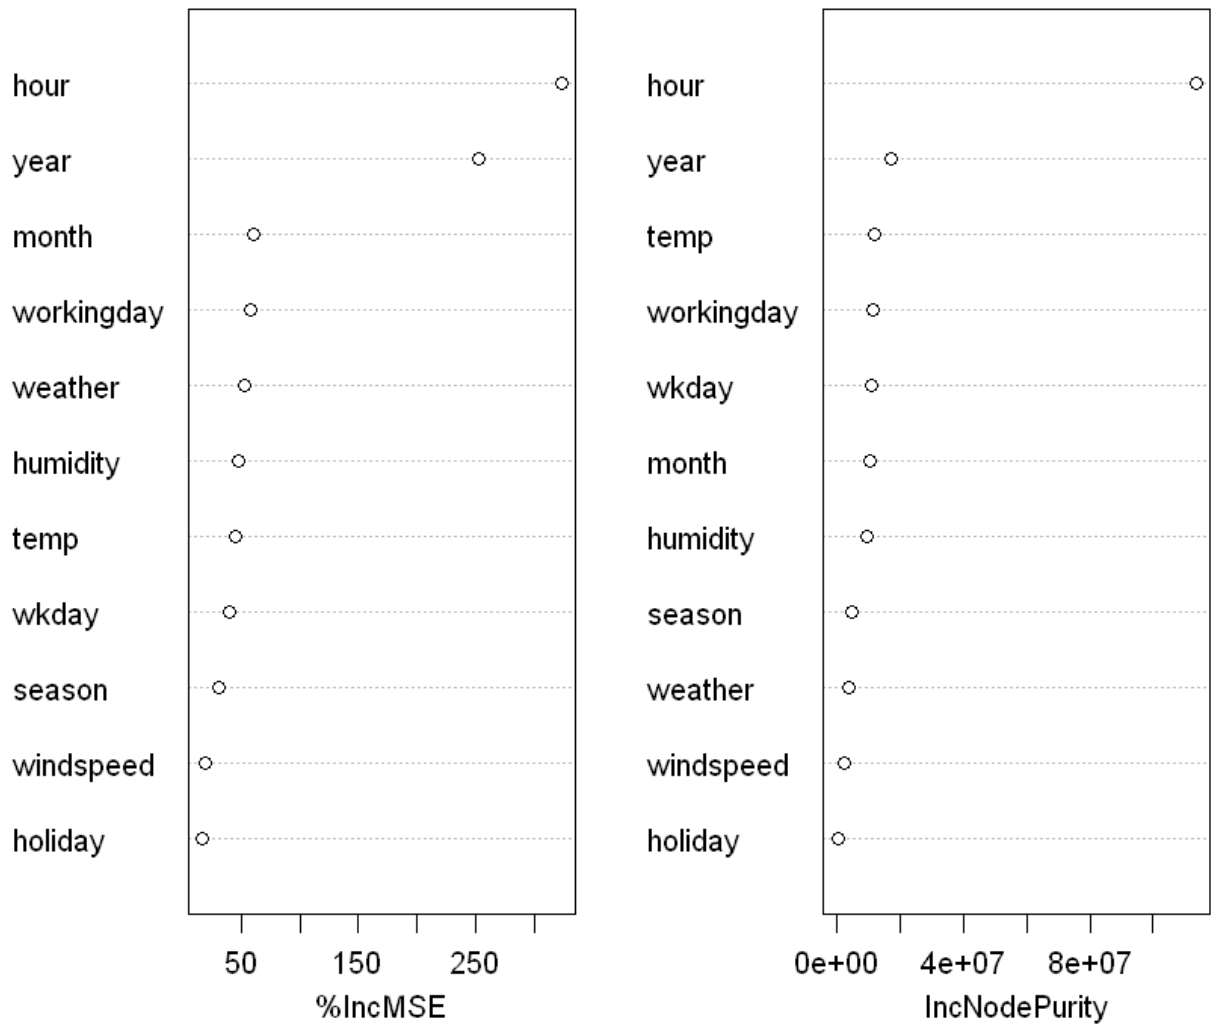 hour
year
month
workingday
weather
humidity
temp
wkday
season
windspeed
holiday
50 150 250
%IncMSE
hour
year
temp
workingday
wkday
month
humidity
season
weather
windspeed
holiday
0e+00 4e+07 8e+07
IncNodePurity